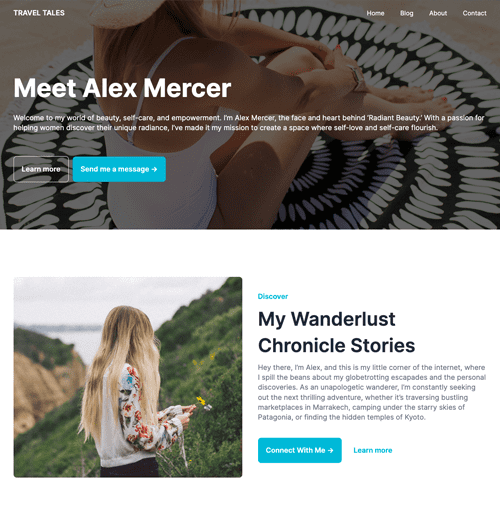 TRAVEL TALES
Home Blog About Contact
Meet Alex Mercer
Welcome to my world of beauty, self-care, and empowerment. I'm Alex Mercer, the face and heart behind 'Radiant Beauty.' With a passion for
helping women discover their unique radiance, I've made it my mission to create a space where self-love and self-care flourish.
Learn more
Send me a message →
Discover
My Wanderlust
Chronicle Stories
Hey there, I'm Alex, and this is my little corner of the internet, where
I spill the beans about my globetrotting escapades and the personal
discoveries. As an unapologetic wanderer, I'm constantly seeking
out the next thrilling adventure, whether it's traversing bustling
marketplaces in Marrakech, camping under the starry skies of
Patagonia, or finding the hidden temples of Kyoto.
Connect With Me →
Learn more